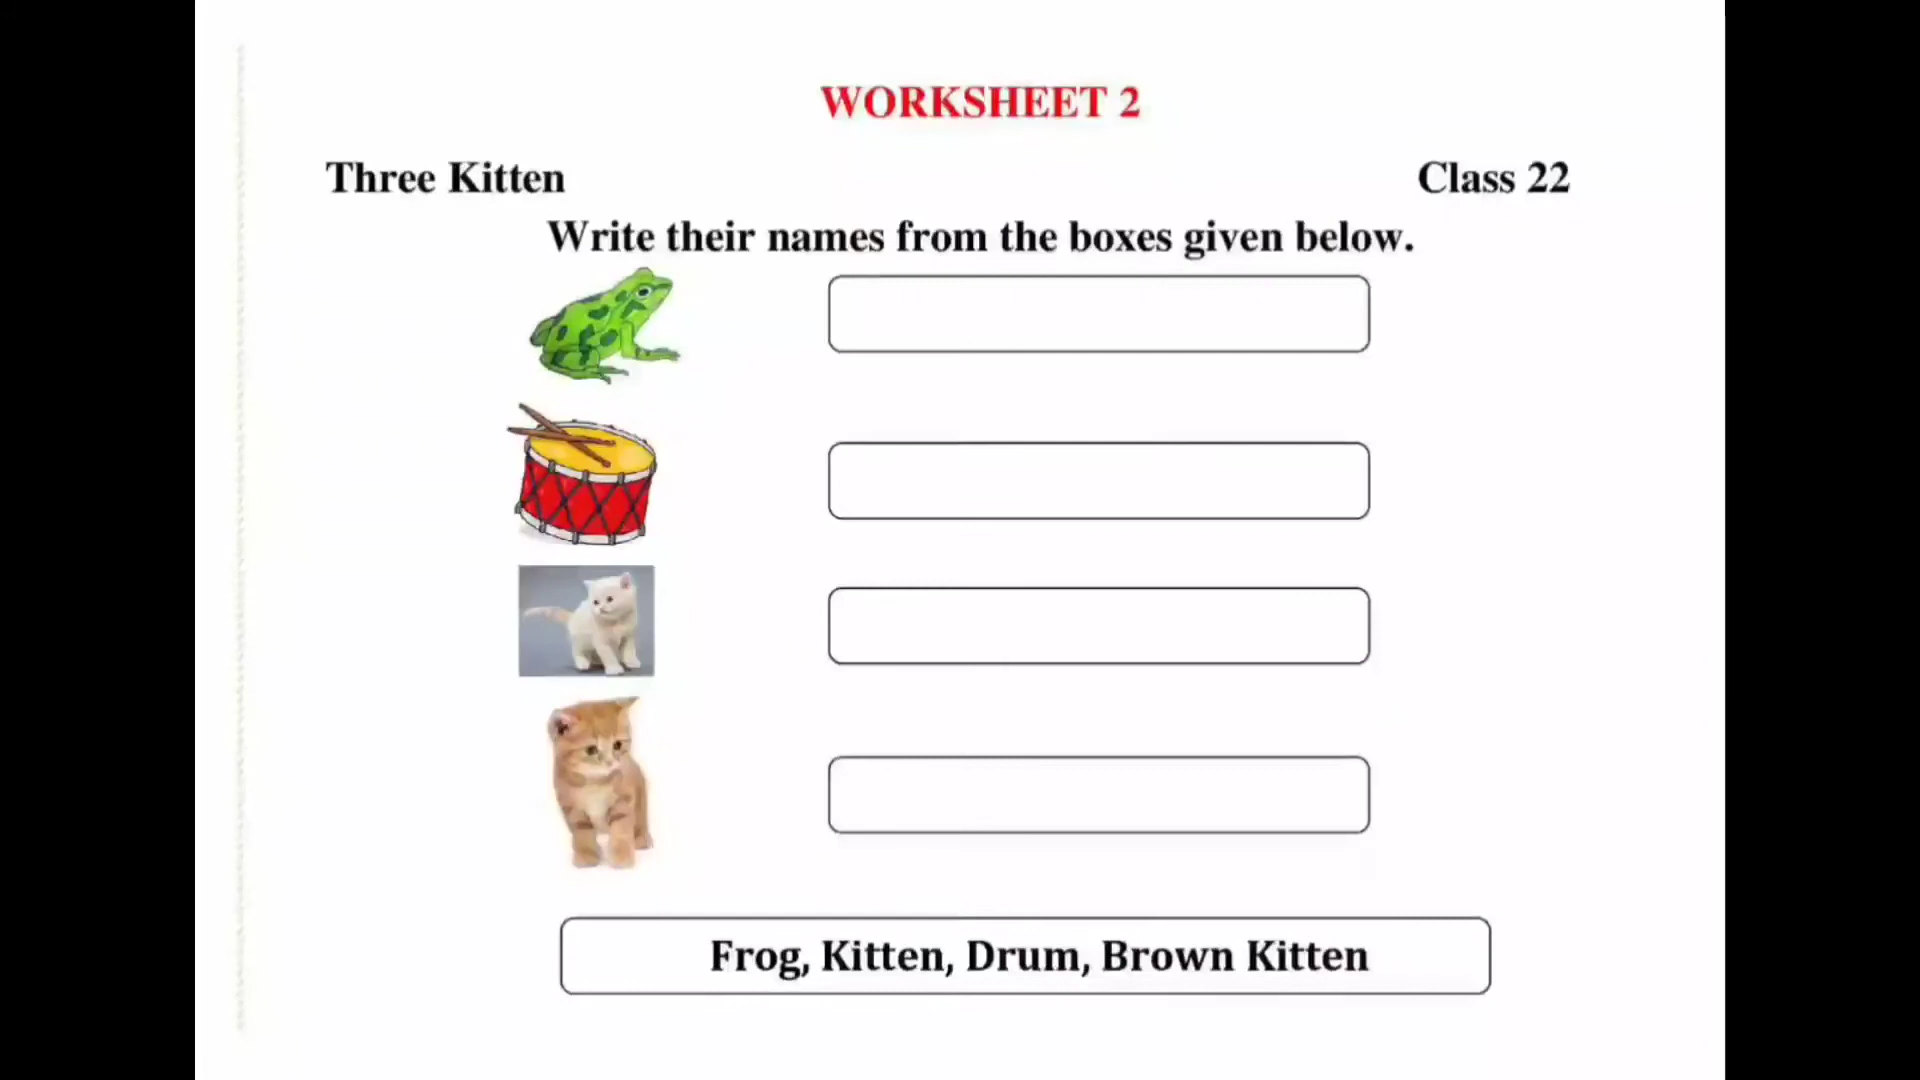 WORKSHEET 2
Three Kitten Class 22
Write their names from the boxes given below.
Frog, Kitten, Drum, Brown Kitten